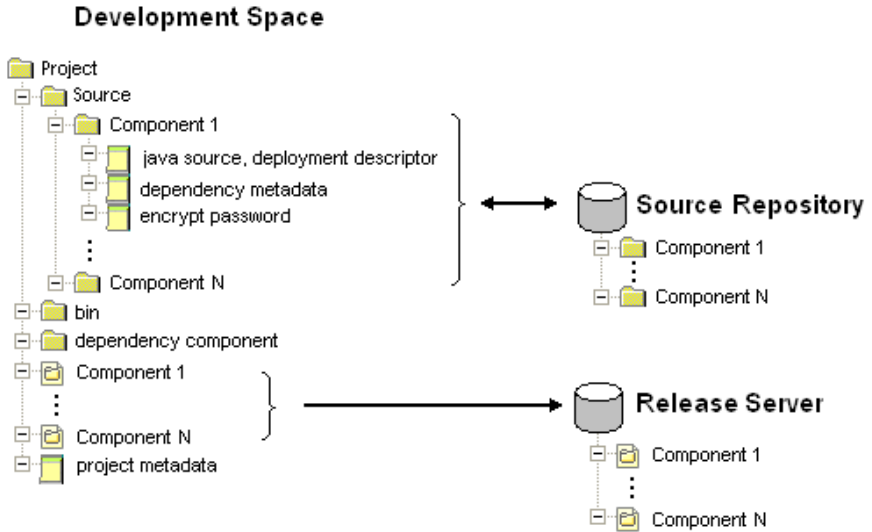 Development Space
Project
Source
Component 1
java source, deployment descriptor
dependency metadata
encrypt password
Component N
bin
dependency component
Component 1
Component N
project metadata
Source Repository
Component 1
Component N
Release Server
Component 1
Component N